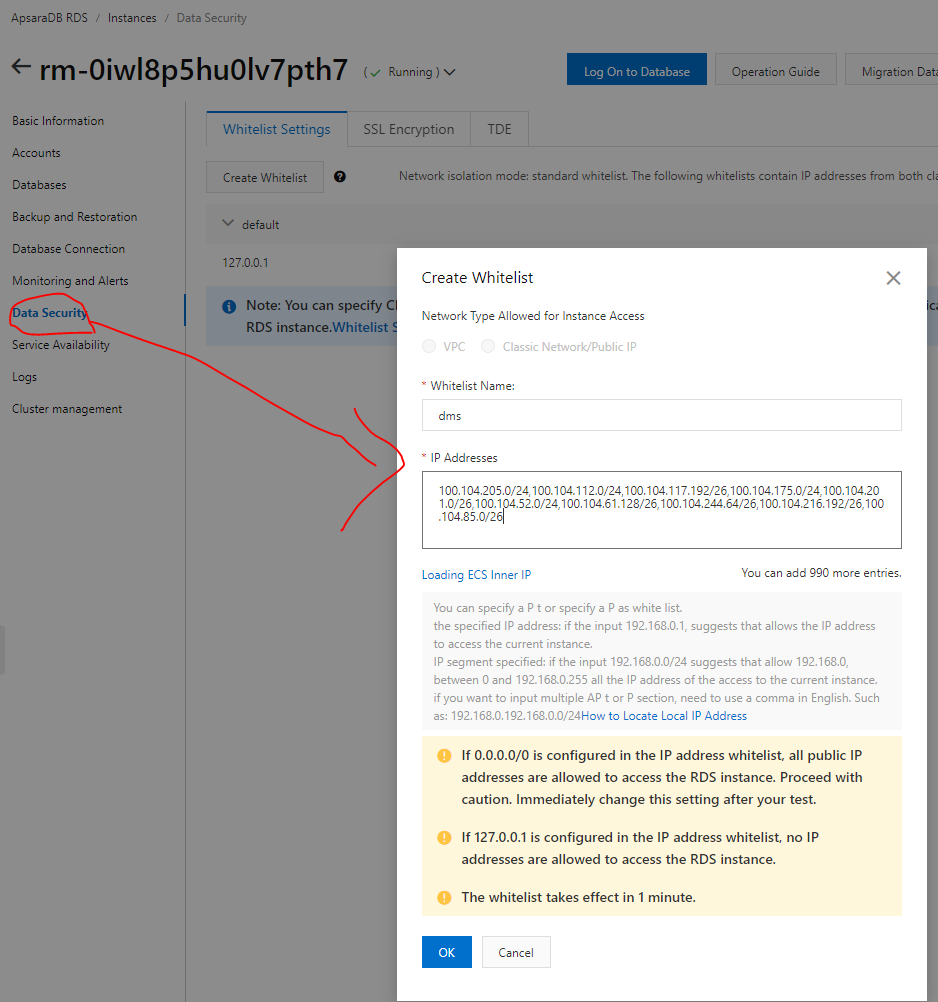 ApsaraDB RDS / Instances / Data Security
rm-0iwl8p5hu0lv7pth7 ( Running )
Log On to Database
Operation Guide
Migration Data
Basic Information
Accounts
Databases
Backup and Restoration
Database Connection
Monitoring and Alerts
Data Security
Service Availability
Logs
Cluster management
Whitelist Settings
SSL Encryption
TDE
Create Whitelist
Network isolation mode: standard whitelist. The following whitelists contain IP addresses from both cla
default
127.0.0.1
Note: You can specify Cl
RDS instance.Whitelist S
Create Whitelist
Network Type Allowed for Instance Access
VPC Classic Network/Public IP
* Whitelist Name:
dms
* IP Addresses
100.104.205.0/24,100.104.112.0/24,100.104.117.192/26,100.104.175.0/24,100.104.20
1.0/26,100.104.52.0/24,100.104.61.128/26,100.104.244.64/26,100.104.216.192/26,100
.104.85.0/26
Loading ECS Inner IP
You can add 990 more entries.
You can specify a P t or specify a P as white list.
the specified IP address: if the input 192.168.0.1, suggests that allows the IP address
to access the current instance.
IP segment specified: if the input 192.168.0.0/24 suggests that allow 192.168.0,
between 0 and 192.168.0.255 all the IP address of the access to the current instance.
if you want to input multiple AP t or P section, need to use a comma in English. Such
as: 192.168.0.192.168.0.0/24How to Locate Local IP Address
If 0.0.0.0/0 is configured in the IP address whitelist, all public IP
addresses are allowed to access the RDS instance. Proceed with
caution. Immediately change this setting after your test.
If 127.0.0.1 is configured in the IP address whitelist, no IP
addresses are allowed to access the RDS instance.
The whitelist takes effect in 1 minute.
OK
Cancel